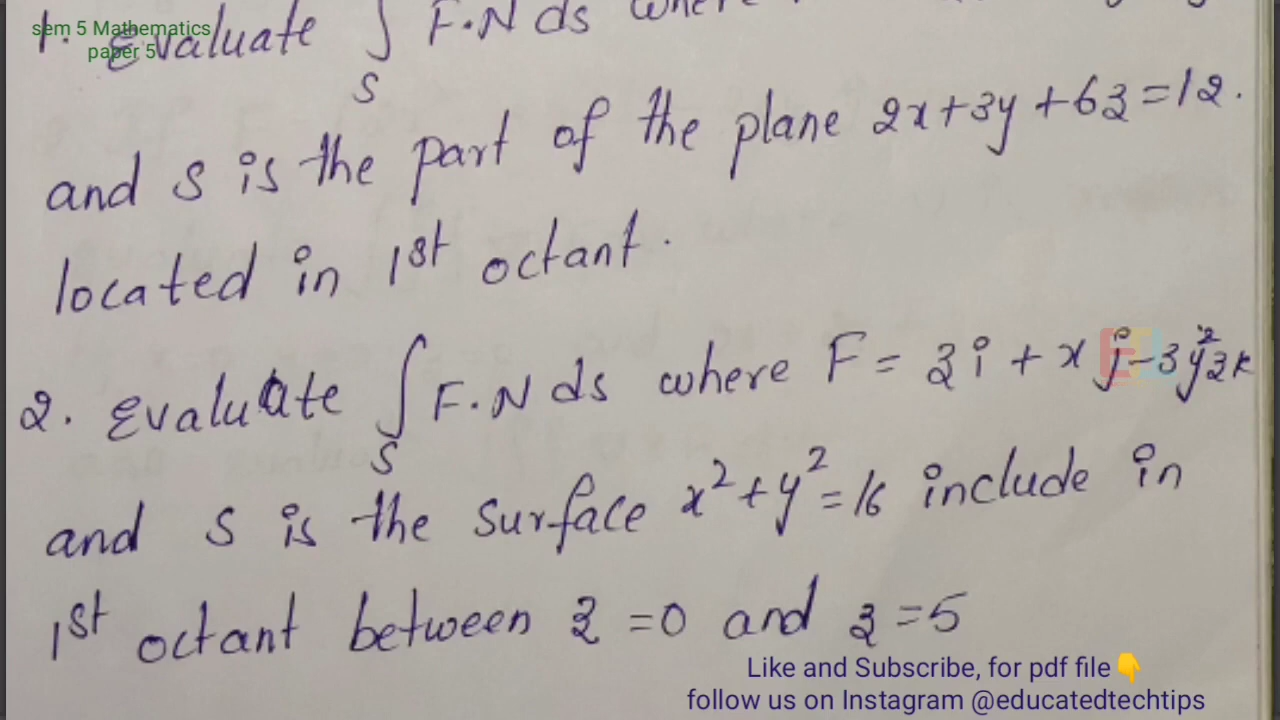 sem 5 Mathematics
paper 5
1. Evaluate ∫S F.N ds where
and S is the part of the plane 2x+3y+6z=12.
located in 1st octant.
2. Evaluate ∫S F.N ds where F = zi + xj - 3y²zk
and S is the surface x²+y²=16 include in
1st octant between z=0 and z=5
Like and Subscribe, for pdf file👇
follow us on Instagram @educatedtechtips